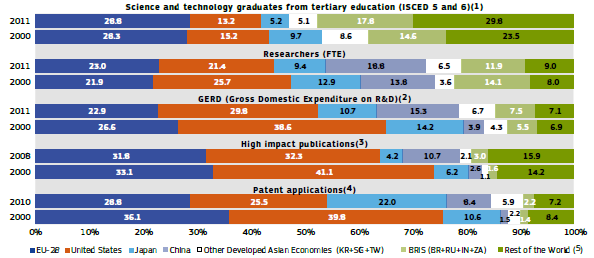 Science and technology graduates from tertiary education (ISCED 5 and 6)(1)
2011 28.8 13.2 5.2 5.1 17.8 29.8
2000 28.3 15.2 9.7 8.6 14.6 23.5
Researchers (FTE)
2011 23.0 21.4 9.4 18.8 6.5 11.9 9.0
2000 21.9 25.7 12.9 13.8 3.6 14.1 8.0
GERD (Gross Domestic Expenditure on R&D)(2)
2011 22.9 29.8 10.7 15.3 6.7 7.5 7.1
2000 26.6 38.6 14.2 3.9 4.3 5.5 6.9
High impact publications(3)
2008 31.8 32.3 4.2 10.7 2.1 3.0 15.9
2000 33.1 41.1 6.2 2.6 1.1 1.6 14.2
Patent applications(4)
2010 28.8 25.5 22.0 8.4 5.9 2.2 7.2
2000 36.1 39.8 10.6 1.5 2.2 1.4 8.4
0% 10% 20% 30% 40% 50% 60% 70% 80% 90% 100%
EU-28 United States Japan China Other Developed Asian Economies (KR+SG+TW) BRIS (BR+RU+IN+ZA) Rest of the World (5)